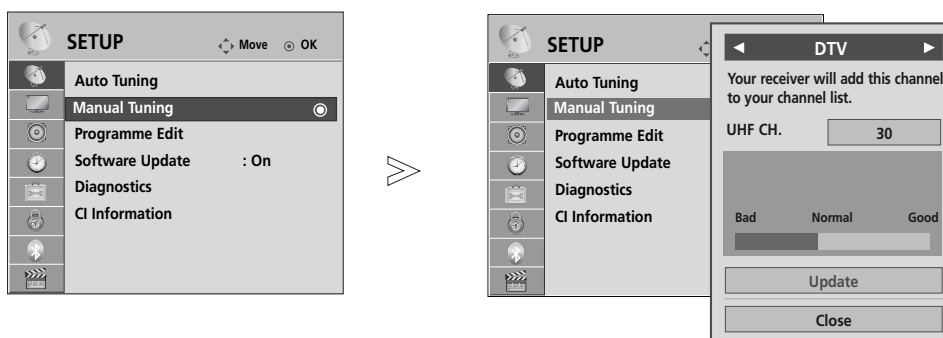 SETUP Move OK
Auto Tuning
Manual Tuning
Programme Edit
Software Update : On
Diagnostics
CI Information
SETUP
Auto Tuning
Manual Tuning
Programme Edit
Software Update
Diagnostics
CI Information
◄ DTV ►
Your receiver will add this channel
to your channel list.
UHF CH. 30
Bad Normal Good
Update
Close